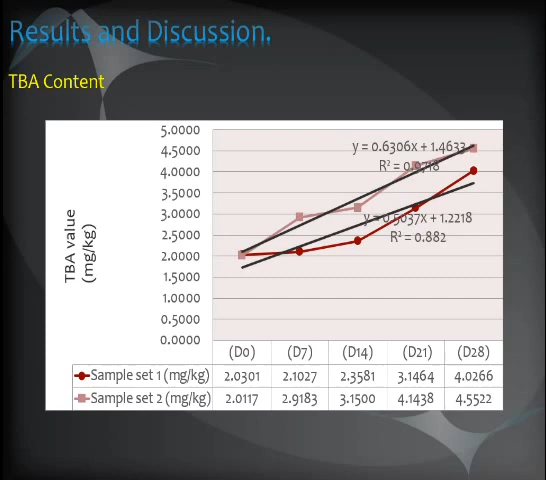 Results and Discussion.
TBA Content
5.0000
4.5000
4.0000
3.5000
3.0000
2.5000
2.0000
1.5000
1.0000
0.5000
0.0000
TBA value
(mg/kg)
y = 0.6306x + 1.4633
R² = 0.9718
y = 0.5037x + 1.2218
R² = 0.882
(D0) (D7) (D14) (D21) (D28)
Sample set 1 (mg/kg) 2.0301 2.1027 2.3581 3.1464 4.0266
Sample set 2 (mg/kg) 2.0117 2.9183 3.1500 4.1438 4.5522